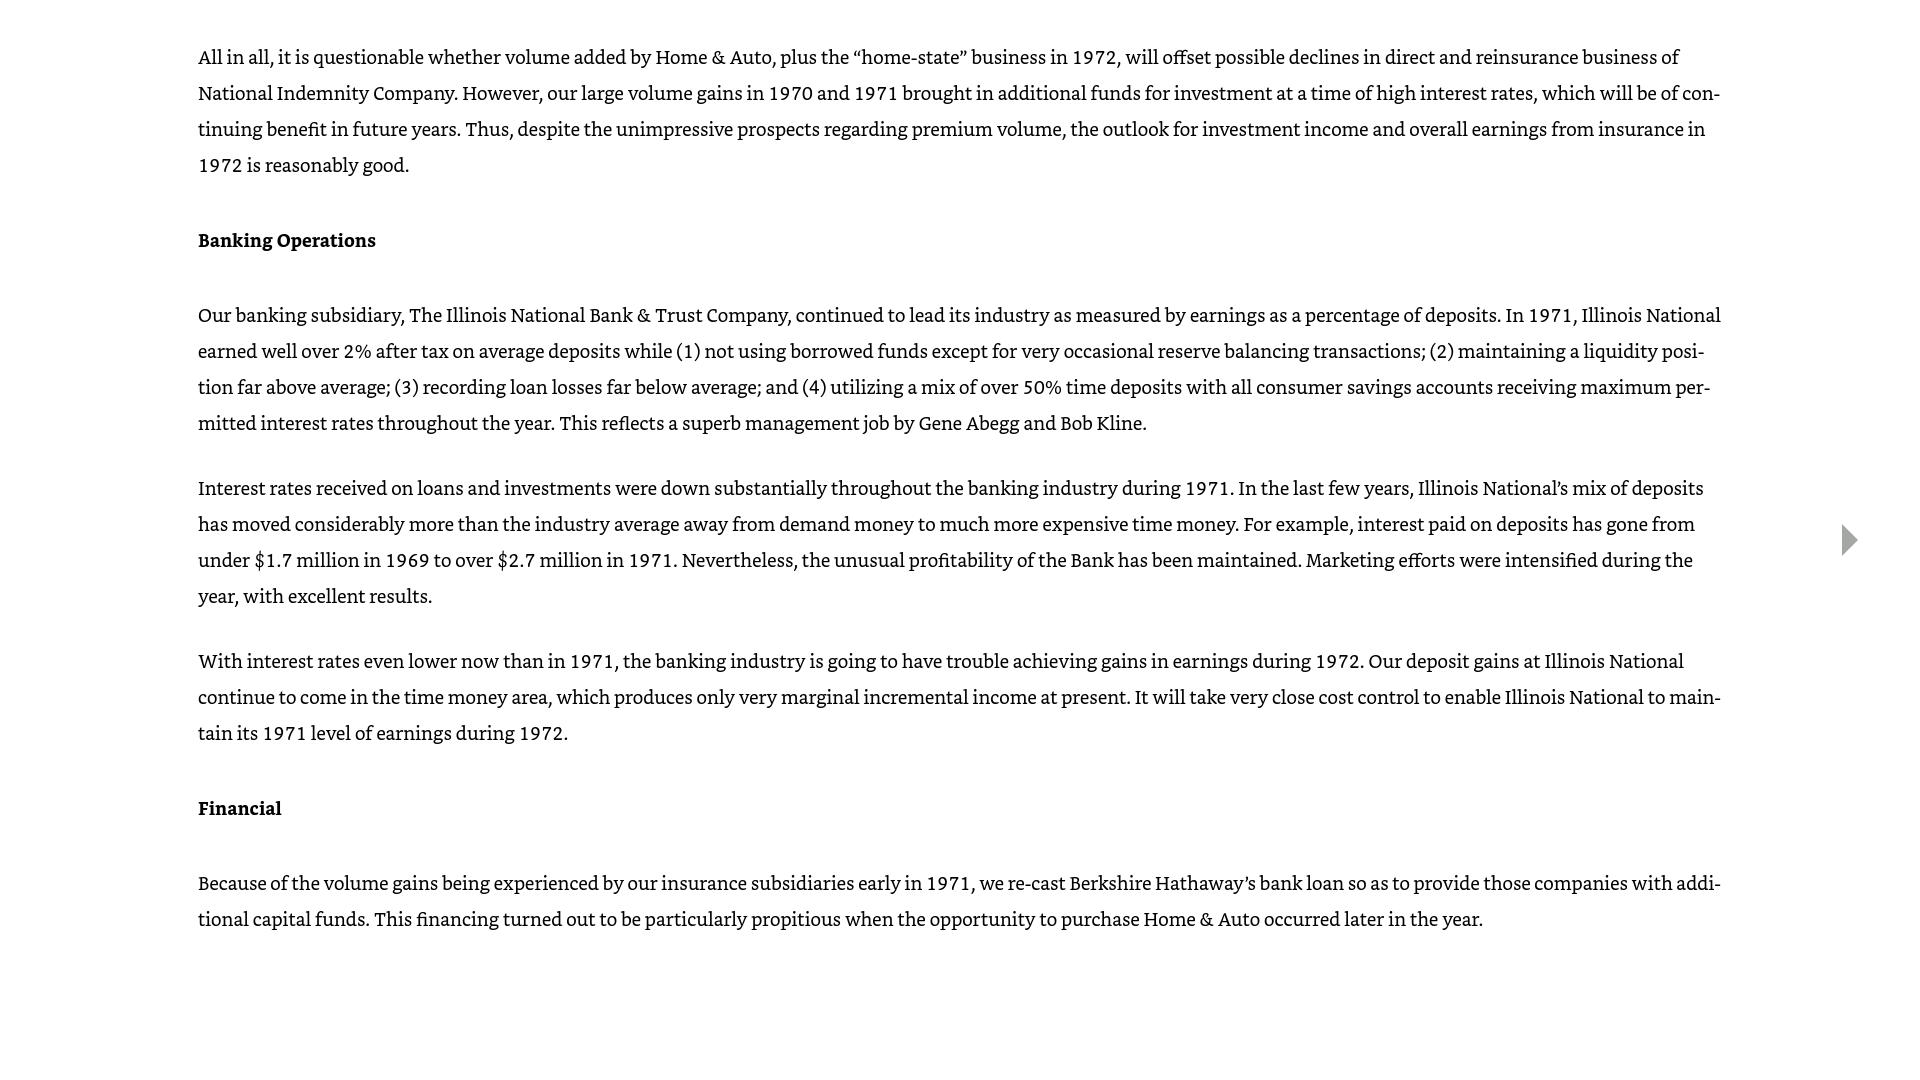 All in all, it is questionable whether volume added by Home & Auto, plus the “home-state” business in 1972, will offset possible declines in direct and reinsurance business of
National Indemnity Company. However, our large volume gains in 1970 and 1971 brought in additional funds for investment at a time of high interest rates, which will be of con-
tinuing benefit in future years. Thus, despite the unimpressive prospects regarding premium volume, the outlook for investment income and overall earnings from insurance in
1972 is reasonably good.
Banking Operations
Our banking subsidiary, The Illinois National Bank & Trust Company, continued to lead its industry as measured by earnings as a percentage of deposits. In 1971, Illinois National
earned well over 2% after tax on average deposits while (1) not using borrowed funds except for very occasional reserve balancing transactions; (2) maintaining a liquidity posi-
tion far above average; (3) recording loan losses far below average; and (4) utilizing a mix of over 50% time deposits with all consumer savings accounts receiving maximum per-
mitted interest rates throughout the year. This reflects a superb management job by Gene Abegg and Bob Kline.
Interest rates received on loans and investments were down substantially throughout the banking industry during 1971. In the last few years, Illinois National’s mix of deposits
has moved considerably more than the industry average away from demand money to much more expensive time money. For example, interest paid on deposits has gone from
under $1.7 million in 1969 to over $2.7 million in 1971. Nevertheless, the unusual profitability of the Bank has been maintained. Marketing efforts were intensified during the
year, with excellent results.
With interest rates even lower now than in 1971, the banking industry is going to have trouble achieving gains in earnings during 1972. Our deposit gains at Illinois National
continue to come in the time money area, which produces only very marginal incremental income at present. It will take very close cost control to enable Illinois National to main-
tain its 1971 level of earnings during 1972.
Financial
Because of the volume gains being experienced by our insurance subsidiaries early in 1971, we re-cast Berkshire Hathaway’s bank loan so as to provide those companies with addi-
tional capital funds. This financing turned out to be particularly propitious when the opportunity to purchase Home & Auto occurred later in the year.